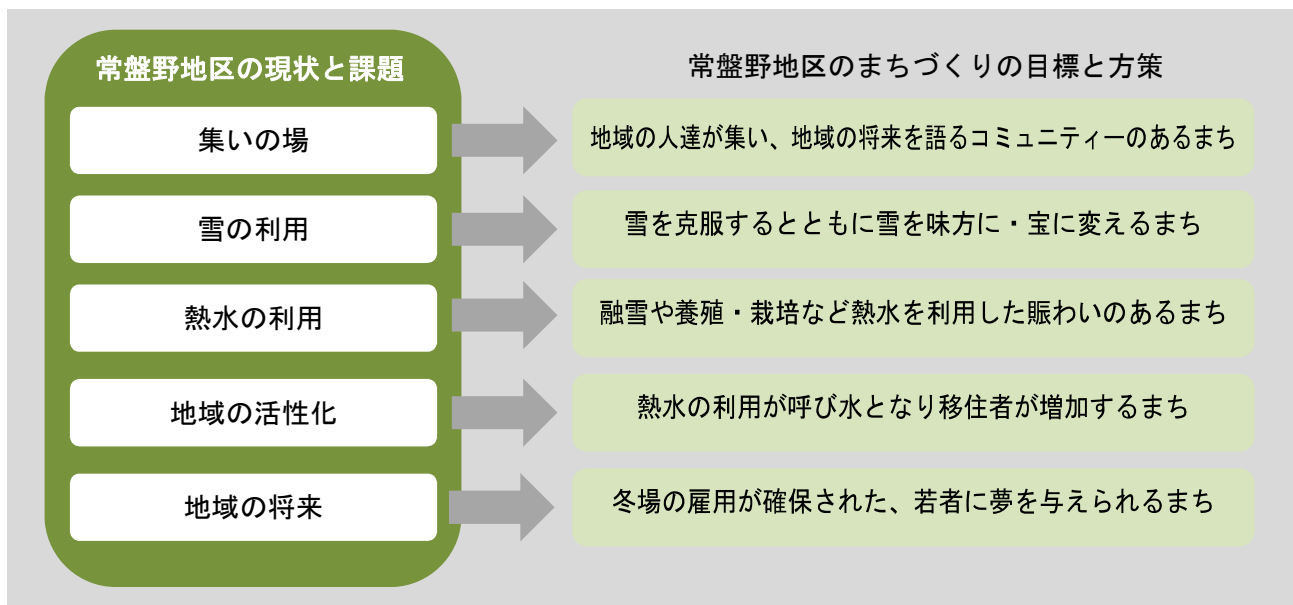 常盤野地区の現状と課題
常盤野地区のまちづくりの目標と方策
集いの場
地域の人達が集い、地域の将来を語るコミュニティーのあるまち
雪の利用
雪を克服するとともに雪を味方に・宝に変えるまち
熱水の利用
融雪や養殖・栽培など熱水を利用した賑わいのあるまち
地域の活性化
熱水の利用が呼び水となり移住者が増加するまち
地域の将来
冬場の雇用が確保された、若者に夢を与えられるまち